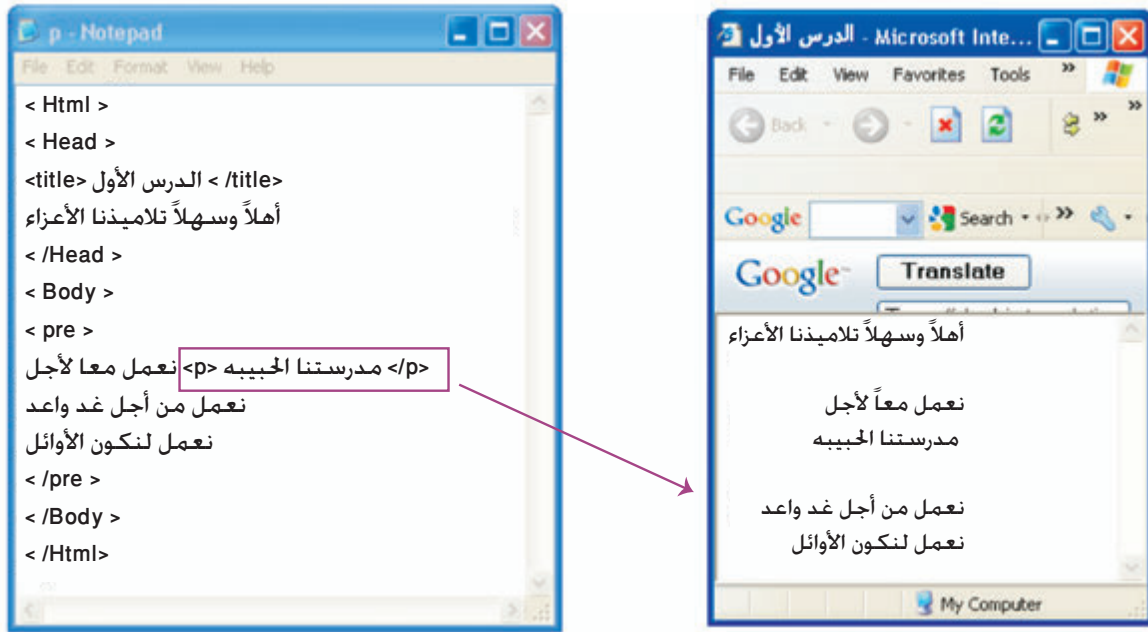 p - Notepad
File Edit Format View Help
< Html >
< Head >
<title> الدرس الأول < /title>
أهلاً وسهلاً تلاميذنا الأعزاء
< /Head >
< Body >
< pre >
نعمل معا لأجل <p> مدرستنا الحبيبه </p>
نعمل من أجل غد واعد
نعمل لنكون الأوائل
< /pre >
< /Body >
< /Html>
الدرس الأول - Microsoft Inte...
File Edit View Favorites Tools »
Back » »
Google Search »
Google™ Translate
أهلاً وسهلاً تلاميذنا الأعزاء
نعمل معاً لأجل
مدرستنا الحبيبه
نعمل من أجل غد واعد
نعمل لنكون الأوائل
My Computer